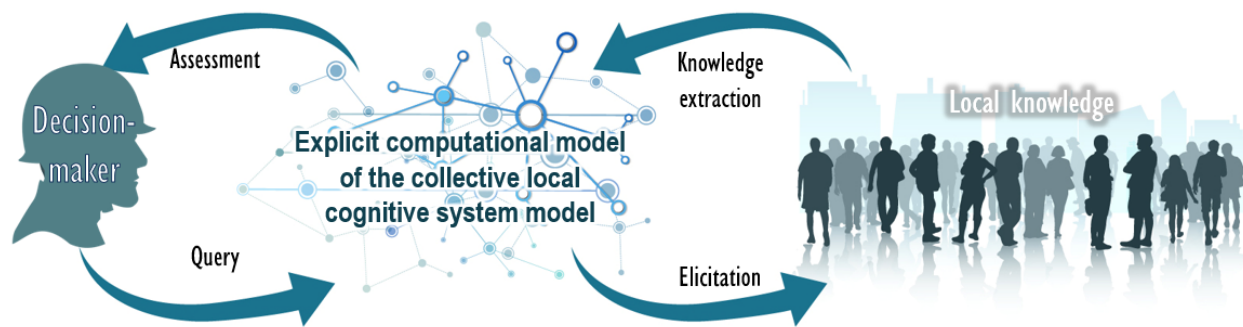 Assessment
Decision-
maker
Query
Explicit computational model
of the collective local
cognitive system model
Knowledge
extraction
Elicitation
Local knowledge